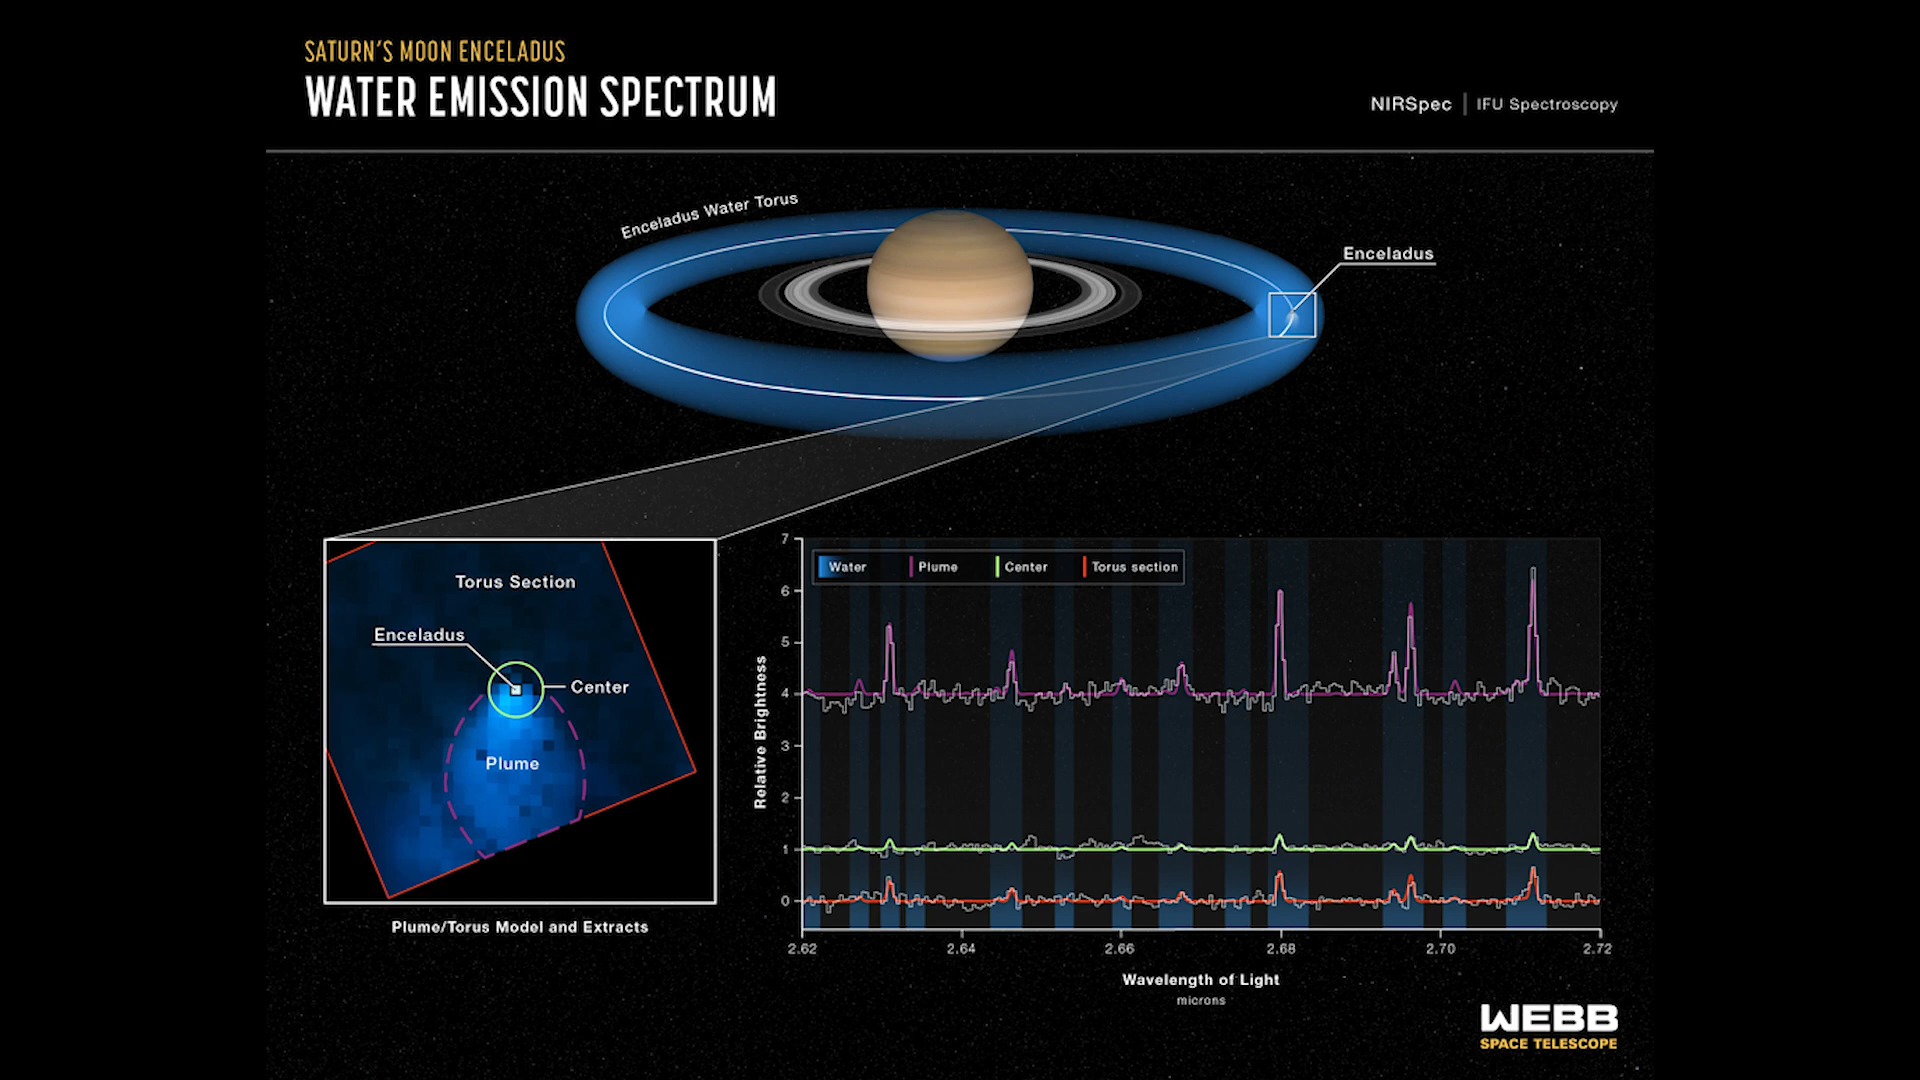 SATURN'S MOON ENCELADUS
WATER EMISSION SPECTRUM
NIRSpec | IFU Spectroscopy
Enceladus Water Torus
Enceladus
Torus Section
Enceladus
Center
Plume
Plume/Torus Model and Extracts
Water Plume Center Torus section
7
6
5
4
3
2
1
0
Relative Brightness
2.62 2.64 2.66 2.68 2.70 2.72
Wavelength of Light
microns
WEBB
SPACE TELESCOPE